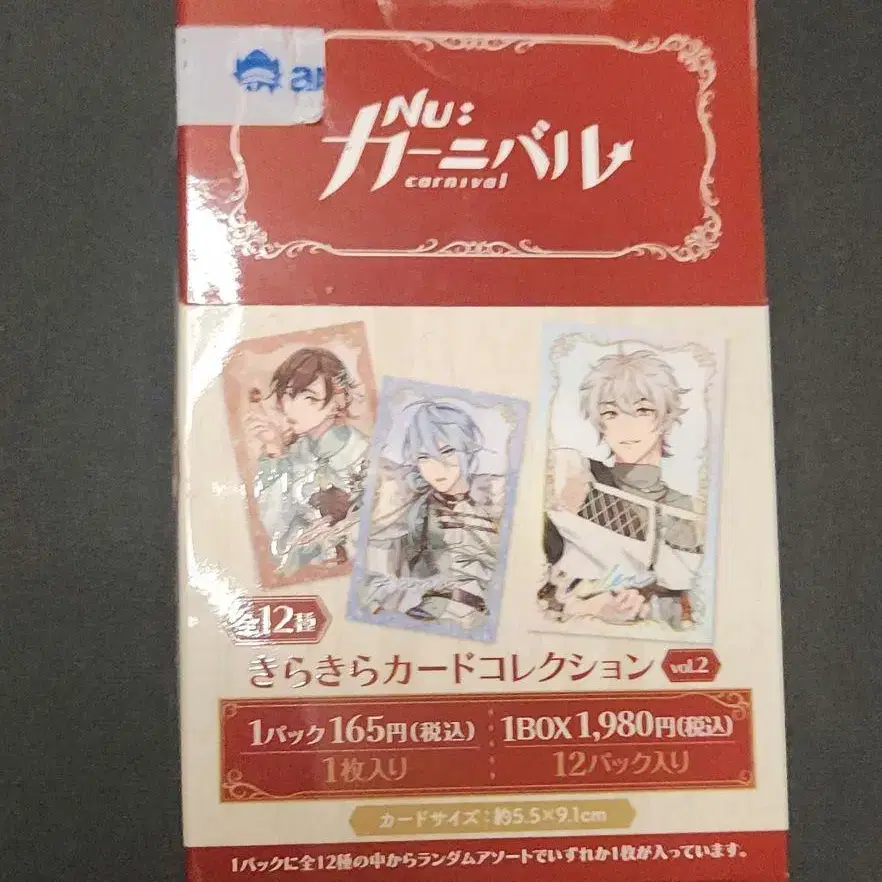 Nu:
カーニバル
carnival
全12種
きらきらカードコレクション vol.2
1パック165円(税込)
1枚入り
1BOX1,980円(税込)
12パック入り
カードサイズ:約5.5×9.1cm
1パックに全12種の中からランダムアソートでいずれか1枚が入っています。